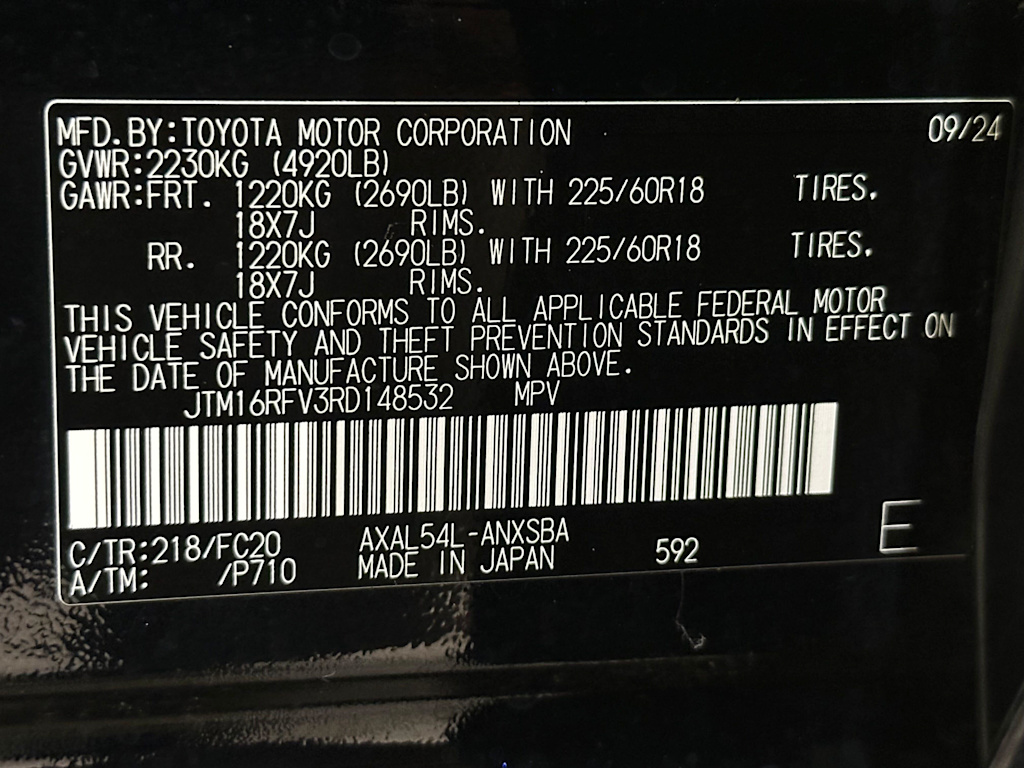 MFD.BY:TOYOTA MOTOR CORPORATION 09/24
GVWR:2230KG (4920LB)
GAWR:FRT. 1220KG (2690LB) WITH 225/60R18 TIRES.
18X7J RIMS.
RR. 1220KG (2690LB) WITH 225/60R18 TIRES.
18X7J RIMS.
THIS VEHICLE CONFORMS TO ALL APPLICABLE FEDERAL MOTOR
VEHICLE SAFETY AND THEFT PREVENTION STANDARDS IN EFFECT ON
THE DATE OF MANUFACTURE SHOWN ABOVE.
JTM16RFV3RD148532 MPV
C/TR:218/FC20 AXAL54L-ANXSBA
A/TM: /P710 MADE IN JAPAN 592 E